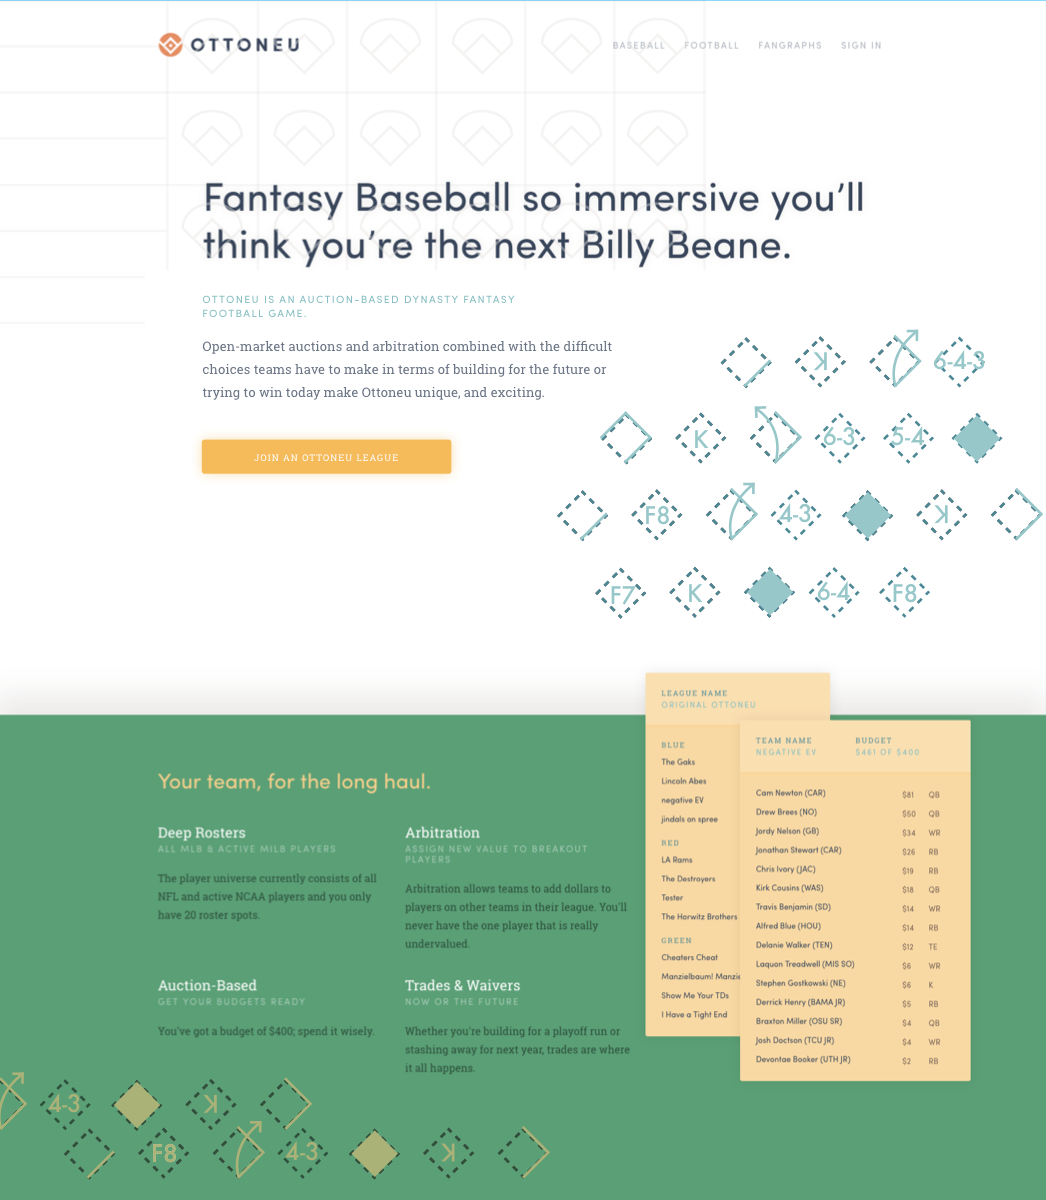 OTTONEU
BASEBALL FOOTBALL FANGRAPHS SIGN IN
Fantasy Baseball so immersive you'll
think you're the next Billy Beane.
OTTONEU IS AN AUCTION-BASED DYNASTY FANTASY
FOOTBALL GAME.
Open-market auctions and arbitration combined with the difficult
choices teams have to make in terms of building for the future or
trying to win today make Ottoneu unique, and exciting.
JOIN AN OTTONEU LEAGUE
K 6-4-3
K 6-3 5-4
F8 4-3 K
F7 K 6-4 F8
LEAGUE NAME
ORIGINAL OTTONEU
BLUE
The Gaks
Lincoln Abes
negative EV
jindals on spree
RED
LA Rams
The Destroyers
Tester
The Horwitz Brothers
GREEN
Cheaters Cheat
Manzielbaum! Manzie
Show Me Your TDs
I Have a Tight End
TEAM NAME BUDGET
NEGATIVE EV $461 OF $400
Cam Newton (CAR) $81 QB
Drew Brees (NO) $50 QB
Jordy Nelson (GB) $34 WR
Jonathan Stewart (CAR) $26 RB
Chris Ivory (JAC) $19 RB
Kirk Cousins (WAS) $18 QB
Travis Benjamin (SD) $14 WR
Alfred Blue (HOU) $14 RB
Delanie Walker (TEN) $12 TE
Laquon Treadwell (MIS SO) $6 WR
Stephen Gostkowski (NE) $6 K
Derrick Henry (BAMA JR) $5 RB
Braxton Miller (OSU SR) $4 QB
Josh Doctson (TCU JR) $4 WR
Devontae Booker (UTH JR) $2 RB
Your team, for the long haul.
Deep Rosters
ALL MLB & ACTIVE MILB PLAYERS
The player universe currently consists of all
NFL and active NCAA players and you only
have 20 roster spots.
Arbitration
ASSIGN NEW VALUE TO BREAKOUT
PLAYERS
Arbitration allows teams to add dollars to
players on other teams in their league. You'll
never have the one player that is really
undervalued.
Auction-Based
GET YOUR BUDGETS READY
You've got a budget of $400; spend it wisely.
Trades & Waivers
NOW OR THE FUTURE
Whether you're building for a playoff run or
stashing away for next year, trades are where
it all happens.
4-3 K
F8 4-3 K